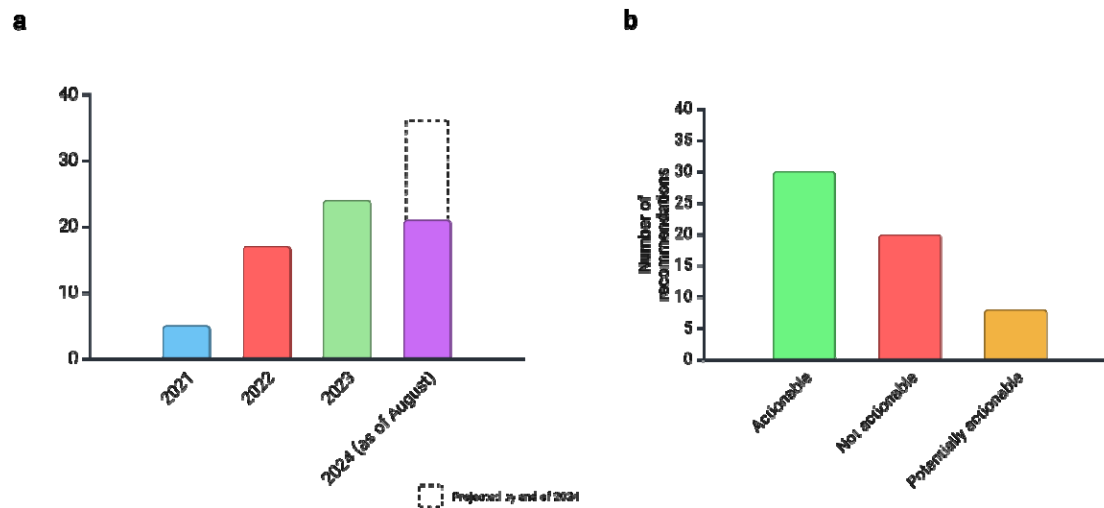 a
40
30
20
10
0
2021
2022
2023
2024 (as of August)
Projected by end of 2024
b
Number of
recommendations
40
35
30
25
20
15
10
5
0
Actionable
Not actionable
Potentially actionable